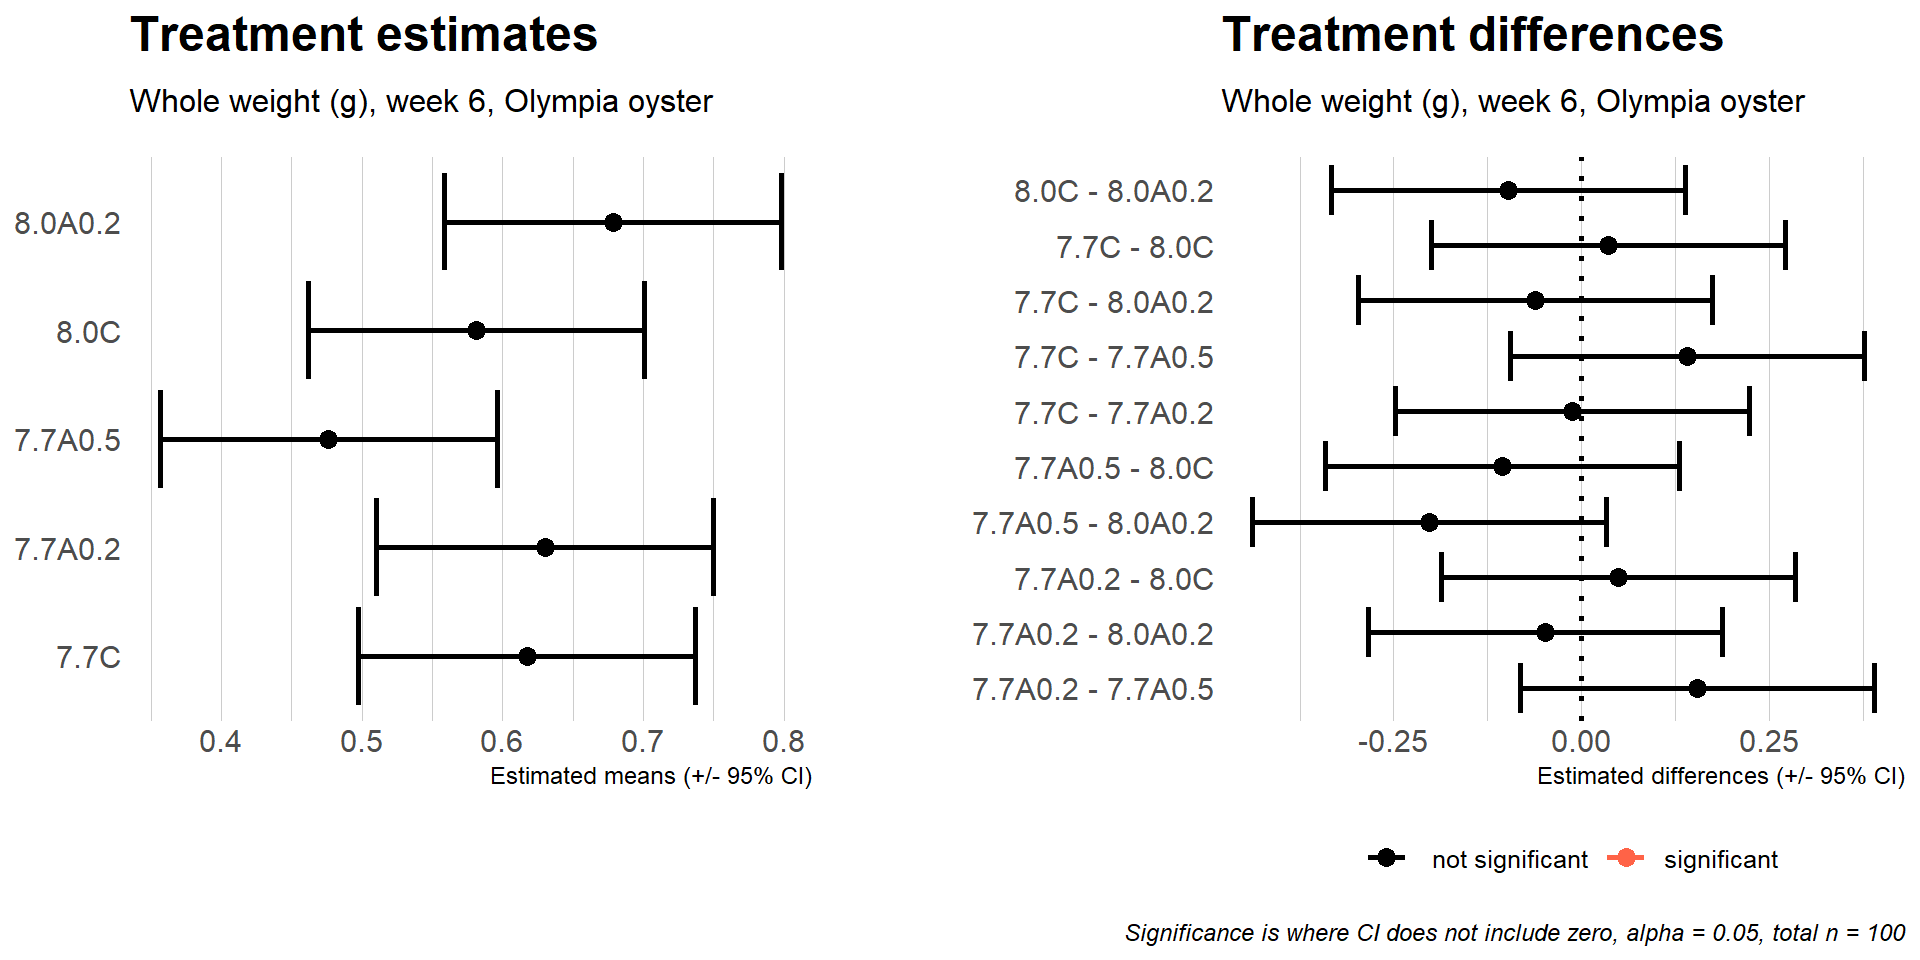 Treatment estimates
Whole weight (g), week 6, Olympia oyster
8.0A0.2
8.0C
7.7A0.5
7.7A0.2
7.7C
0.4 0.5 0.6 0.7 0.8
Estimated means (+/- 95% CI)
Treatment differences
Whole weight (g), week 6, Olympia oyster
8.0C - 8.0A0.2
7.7C - 8.0C
7.7C - 8.0A0.2
7.7C - 7.7A0.5
7.7C - 7.7A0.2
7.7A0.5 - 8.0C
7.7A0.5 - 8.0A0.2
7.7A0.2 - 8.0C
7.7A0.2 - 8.0A0.2
7.7A0.2 - 7.7A0.5
-0.25 0.00 0.25
Estimated differences (+/- 95% CI)
not significant significant
Significance is where CI does not include zero, alpha = 0.05, total n = 100